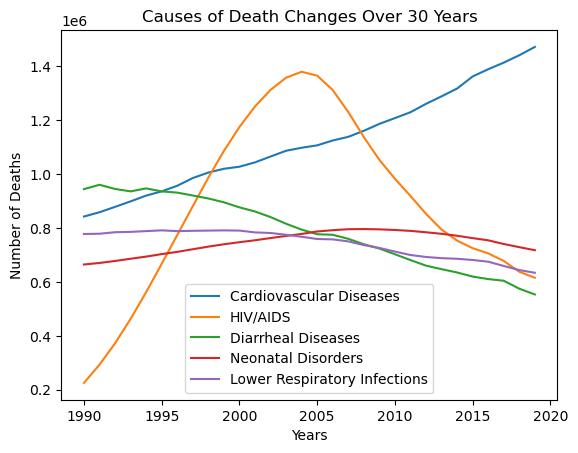 Causes of Death Changes Over 30 Years
1e6
1.4
1.2
1.0
0.8
0.6
0.4
0.2
Number of Deaths
Cardiovascular Diseases
HIV/AIDS
Diarrheal Diseases
Neonatal Disorders
Lower Respiratory Infections
1990 1995 2000 2005 2010 2015 2020
Years